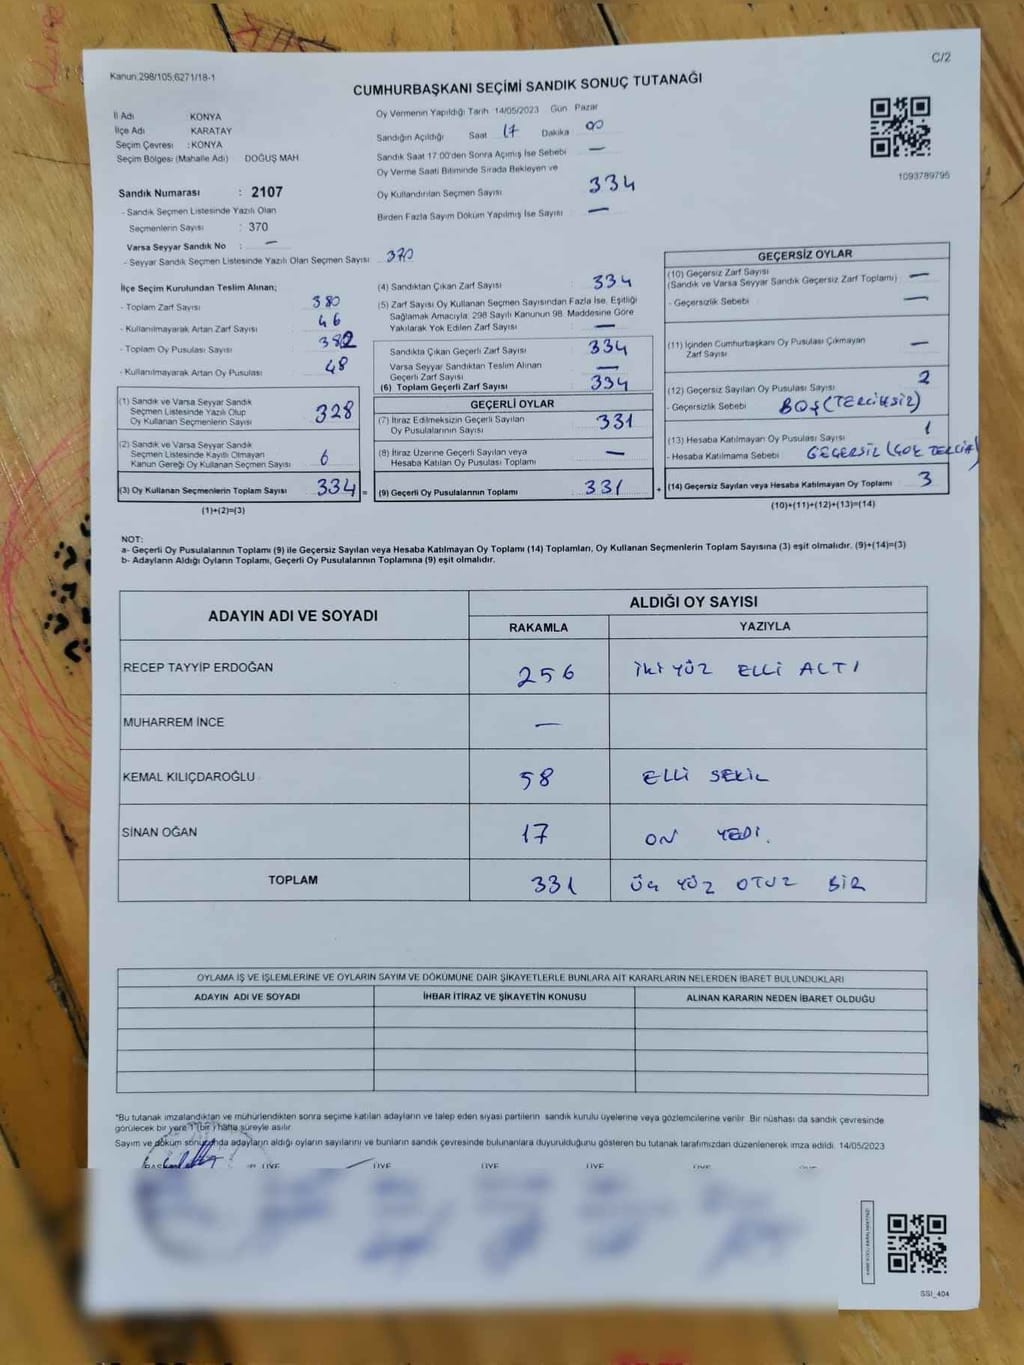 C/2
Kanun:298/105;6271/18-1
CUMHURBAŞKANI SEÇİMİ SANDIK SONUÇ TUTANAĞI
İl Adı KONYA
İlçe Adı KARATAY
Seçim Çevresi :KONYA
Seçim Bölgesi (Mahalle Adı) DOĞUŞ MAH.
Sandık Numarası : 2107
- Sandık Seçmen Listesinde Yazılı Olan
Seçmenlerin Sayısı : 370
Varsa Seyyar Sandık No : —
- Seyyar Sandık Seçmen Listesinde Yazılı Olan Seçmen Sayısı: 370
Oy Vermenin Yapıldığı Tarih 14/05/2023 Gün Pazar
Sandığın Açıldığı Saat 17 Dakika 00
Sandık Saat 17:00'den Sonra Açımış İse Sebebi —
Oy Verme Saati Bitiminde Sırada Bekleyen ve
Oy Kullandırılan Seçmen Sayısı 334
Birden Fazla Sayım Döküm Yapılmış İse Sayısı —
1093789795
İlçe Seçim Kurulundan Teslim Alınan;
- Toplam Zarf Sayısı 380
- Kullanılmayarak Artan Zarf Sayısı 46
- Toplam Oy Pusulası Sayısı 382
- Kullanılmayarak Artan Oy Pusulası 48
(1) Sandık ve Varsa Seyyar Sandık
Seçmen Listesinde Yazılı Olup
Oy Kullanan Seçmenlerin Sayısı 328
(2) Sandık ve Varsa Seyyar Sandık
Seçmen Listesinde Kayıtlı Olmayan
Kanun Gereği Oy Kullanan Seçmen Sayısı 6
(3) Oy Kullanan Seçmenlerin Toplam Sayısı 334 =
(1)+(2)=(3)
(4) Sandıktan Çıkan Zarf Sayısı 334
(5) Zarf Sayısı Oy Kullanan Seçmen Sayısından Fazla İse, Eşitliği
Sağlamak Amacıyla, 298 Sayılı Kanunun 98. Maddesine Göre
Yakılarak Yok Edilen Zarf Sayısı —
Sandıkta Çıkan Geçerli Zarf Sayısı 334
Varsa Seyyar Sandıktan Teslim Alınan
Geçerli Zarf Sayısı —
(6) Toplam Geçerli Zarf Sayısı 334
GEÇERLİ OYLAR
(7) İtiraz Edilmeksizin Geçerli Sayılan
Oy Pusulalarının Sayısı 331
(8) İtiraz Üzerine Geçerli Sayılan veya
Hesaba Katılan Oy Pusulası Toplamı —
(9) Geçerli Oy Pusulalarının Toplamı 331 +
GEÇERSİZ OYLAR
(10) Geçersiz Zarf Sayısı
(Sandık ve Varsa Seyyar Sandık Geçersiz Zarf Toplamı) —
- Geçersizlik Sebebi —
(11) İçinden Cumhurbaşkanı Oy Pusulası Çıkmayan
Zarf Sayısı —
(12) Geçersiz Sayılan Oy Pusulası Sayısı 2
- Geçersizlik Sebebi BOŞ (TERCİHSİZ)
(13) Hesaba Katılmayan Oy Pusulası Sayısı 1
- Hesaba Katılmama Sebebi GEÇERSİZ (ÇOK TERCİH)
(14) Geçersiz Sayılan veya Hesaba Katılmayan Oy Toplamı 3
(10)+(11)+(12)+(13)=(14)
NOT:
a- Geçerli Oy Pusulalarının Toplamı (9) ile Geçersiz Sayılan veya Hesaba Katılmayan Oy Toplamı (14) Toplamları, Oy Kullanan Seçmenlerin Toplam Sayısına (3) eşit olmalıdır. (9)+(14)=(3)
b- Adayların Aldığı Oyların Toplamı, Geçerli Oy Pusulalarının Toplamına (9) eşit olmalıdır.
ADAYIN ADI VE SOYADI ALDIĞI OY SAYISI
RAKAMLA YAZIYLA
RECEP TAYYİP ERDOĞAN 256 İKİ YÜZ ELLİ ALTI
MUHARREM İNCE —
KEMAL KILIÇDAROĞLU 58 ELLİ SEKİZ
SİNAN OĞAN 17 ON YEDİ.
TOPLAM 331 ÜÇ YÜZ OTUZ BİR
OYLAMA İŞ VE İŞLEMLERİNE VE OYLARIN SAYIM VE DÖKÜMÜNE DAİR ŞİKAYETLERLE BUNLARA AİT KARARLARIN NELERDEN İBARET BULUNDUKLARI
ADAYIN ADI VE SOYADI İHBAR İTİRAZ VE ŞİKAYETİN KONUSU ALINAN KARARIN NEDEN İBARET OLDUĞU
*Bu tutanak imzalandıktan ve mühürlendikten sonra seçime katılan adayların ve talep eden siyasi partilerin sandık kurulu üyelerine veya gözlemcilerine verilir. Bir nüshası da sandık çevresinde
görülecek bir yere 1 (bir) hafta süreyle asılır.
Sayım ve döküm sonunda adayların aldığı oyların sayılarını ve bunların sandık çevresinde bulunanlara duyurulduğunu gösteren bu tutanak tarafımızdan düzenlenerek imza edildi. 14/05/2023
ÜYE ÜYE ÜYE ÜYE
SSI_404